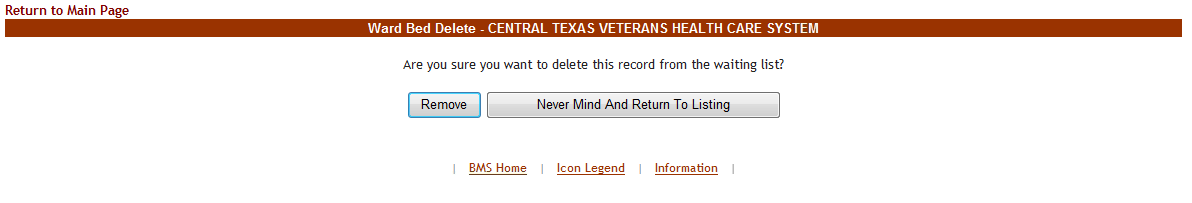 Return to Main Page
Ward Bed Delete - CENTRAL TEXAS VETERANS HEALTH CARE SYSTEM
Are you sure you want to delete this record from the waiting list?
Remove Never Mind And Return To Listing
| BMS Home | Icon Legend | Information |